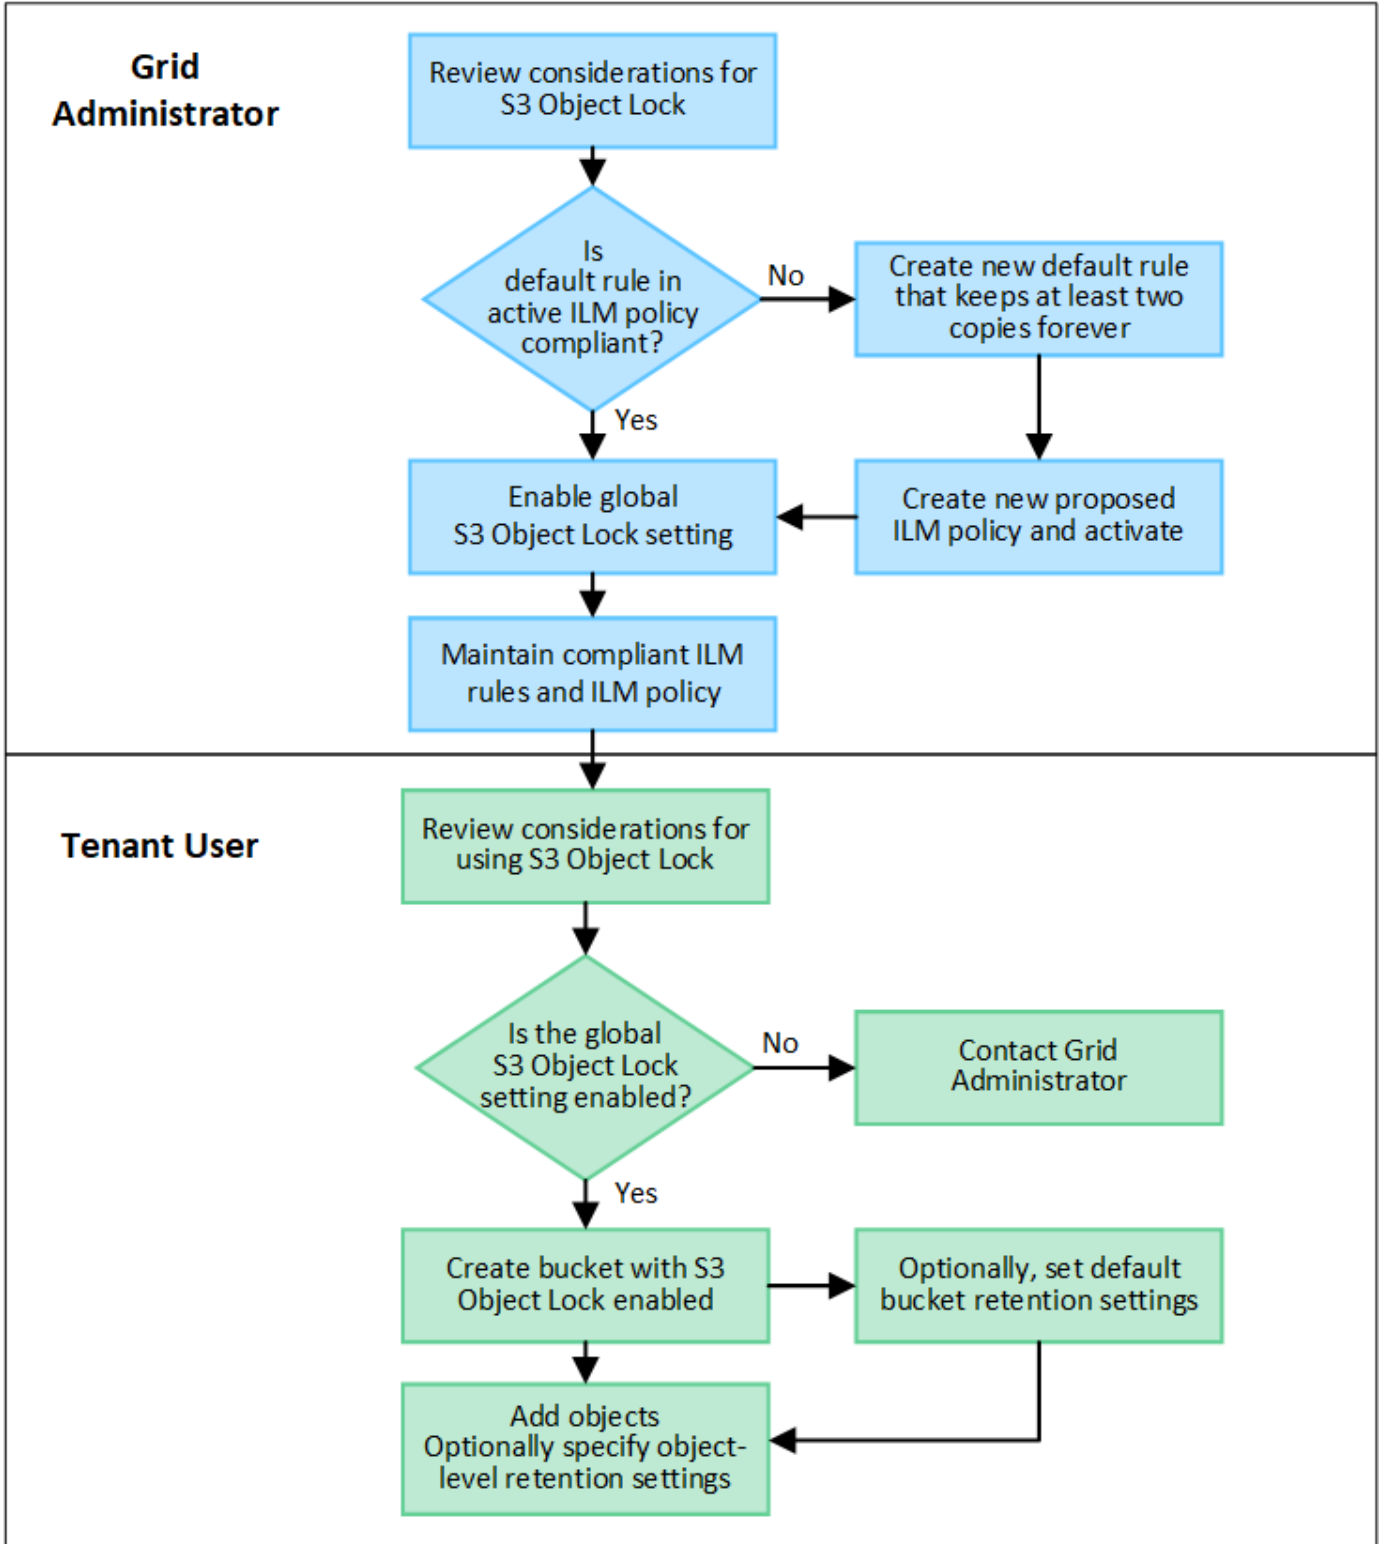 Grid
Administrator
Review considerations for
S3 Object Lock
Is
default rule in
active ILM policy
compliant?
No
Create new default rule
that keeps at least two
copies forever
Yes
Enable global
S3 Object Lock setting
Create new proposed
ILM policy and activate
Maintain compliant ILM
rules and ILM policy
Tenant User
Review considerations for
using S3 Object Lock
Is the global
S3 Object Lock
setting enabled?
No
Contact Grid
Administrator
Yes
Create bucket with S3
Object Lock enabled
Optionally, set default
bucket retention settings
Add objects
Optionally specify object-
level retention settings